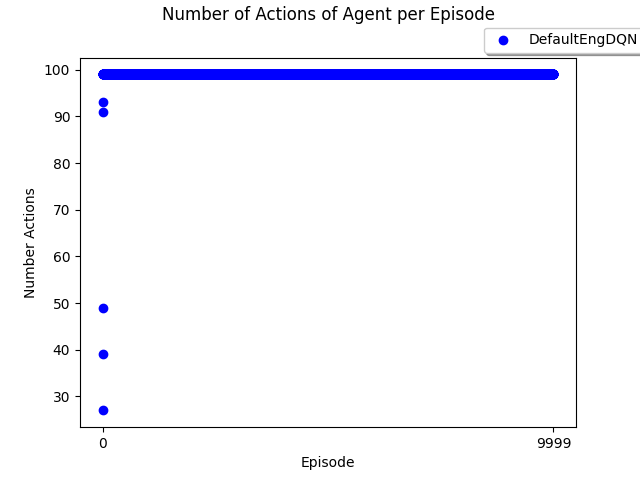 Number of Actions of Agent per Episode
DefaultEngDQN
100
90
80
70
60
50
40
30
Number Actions
0
9999
Episode